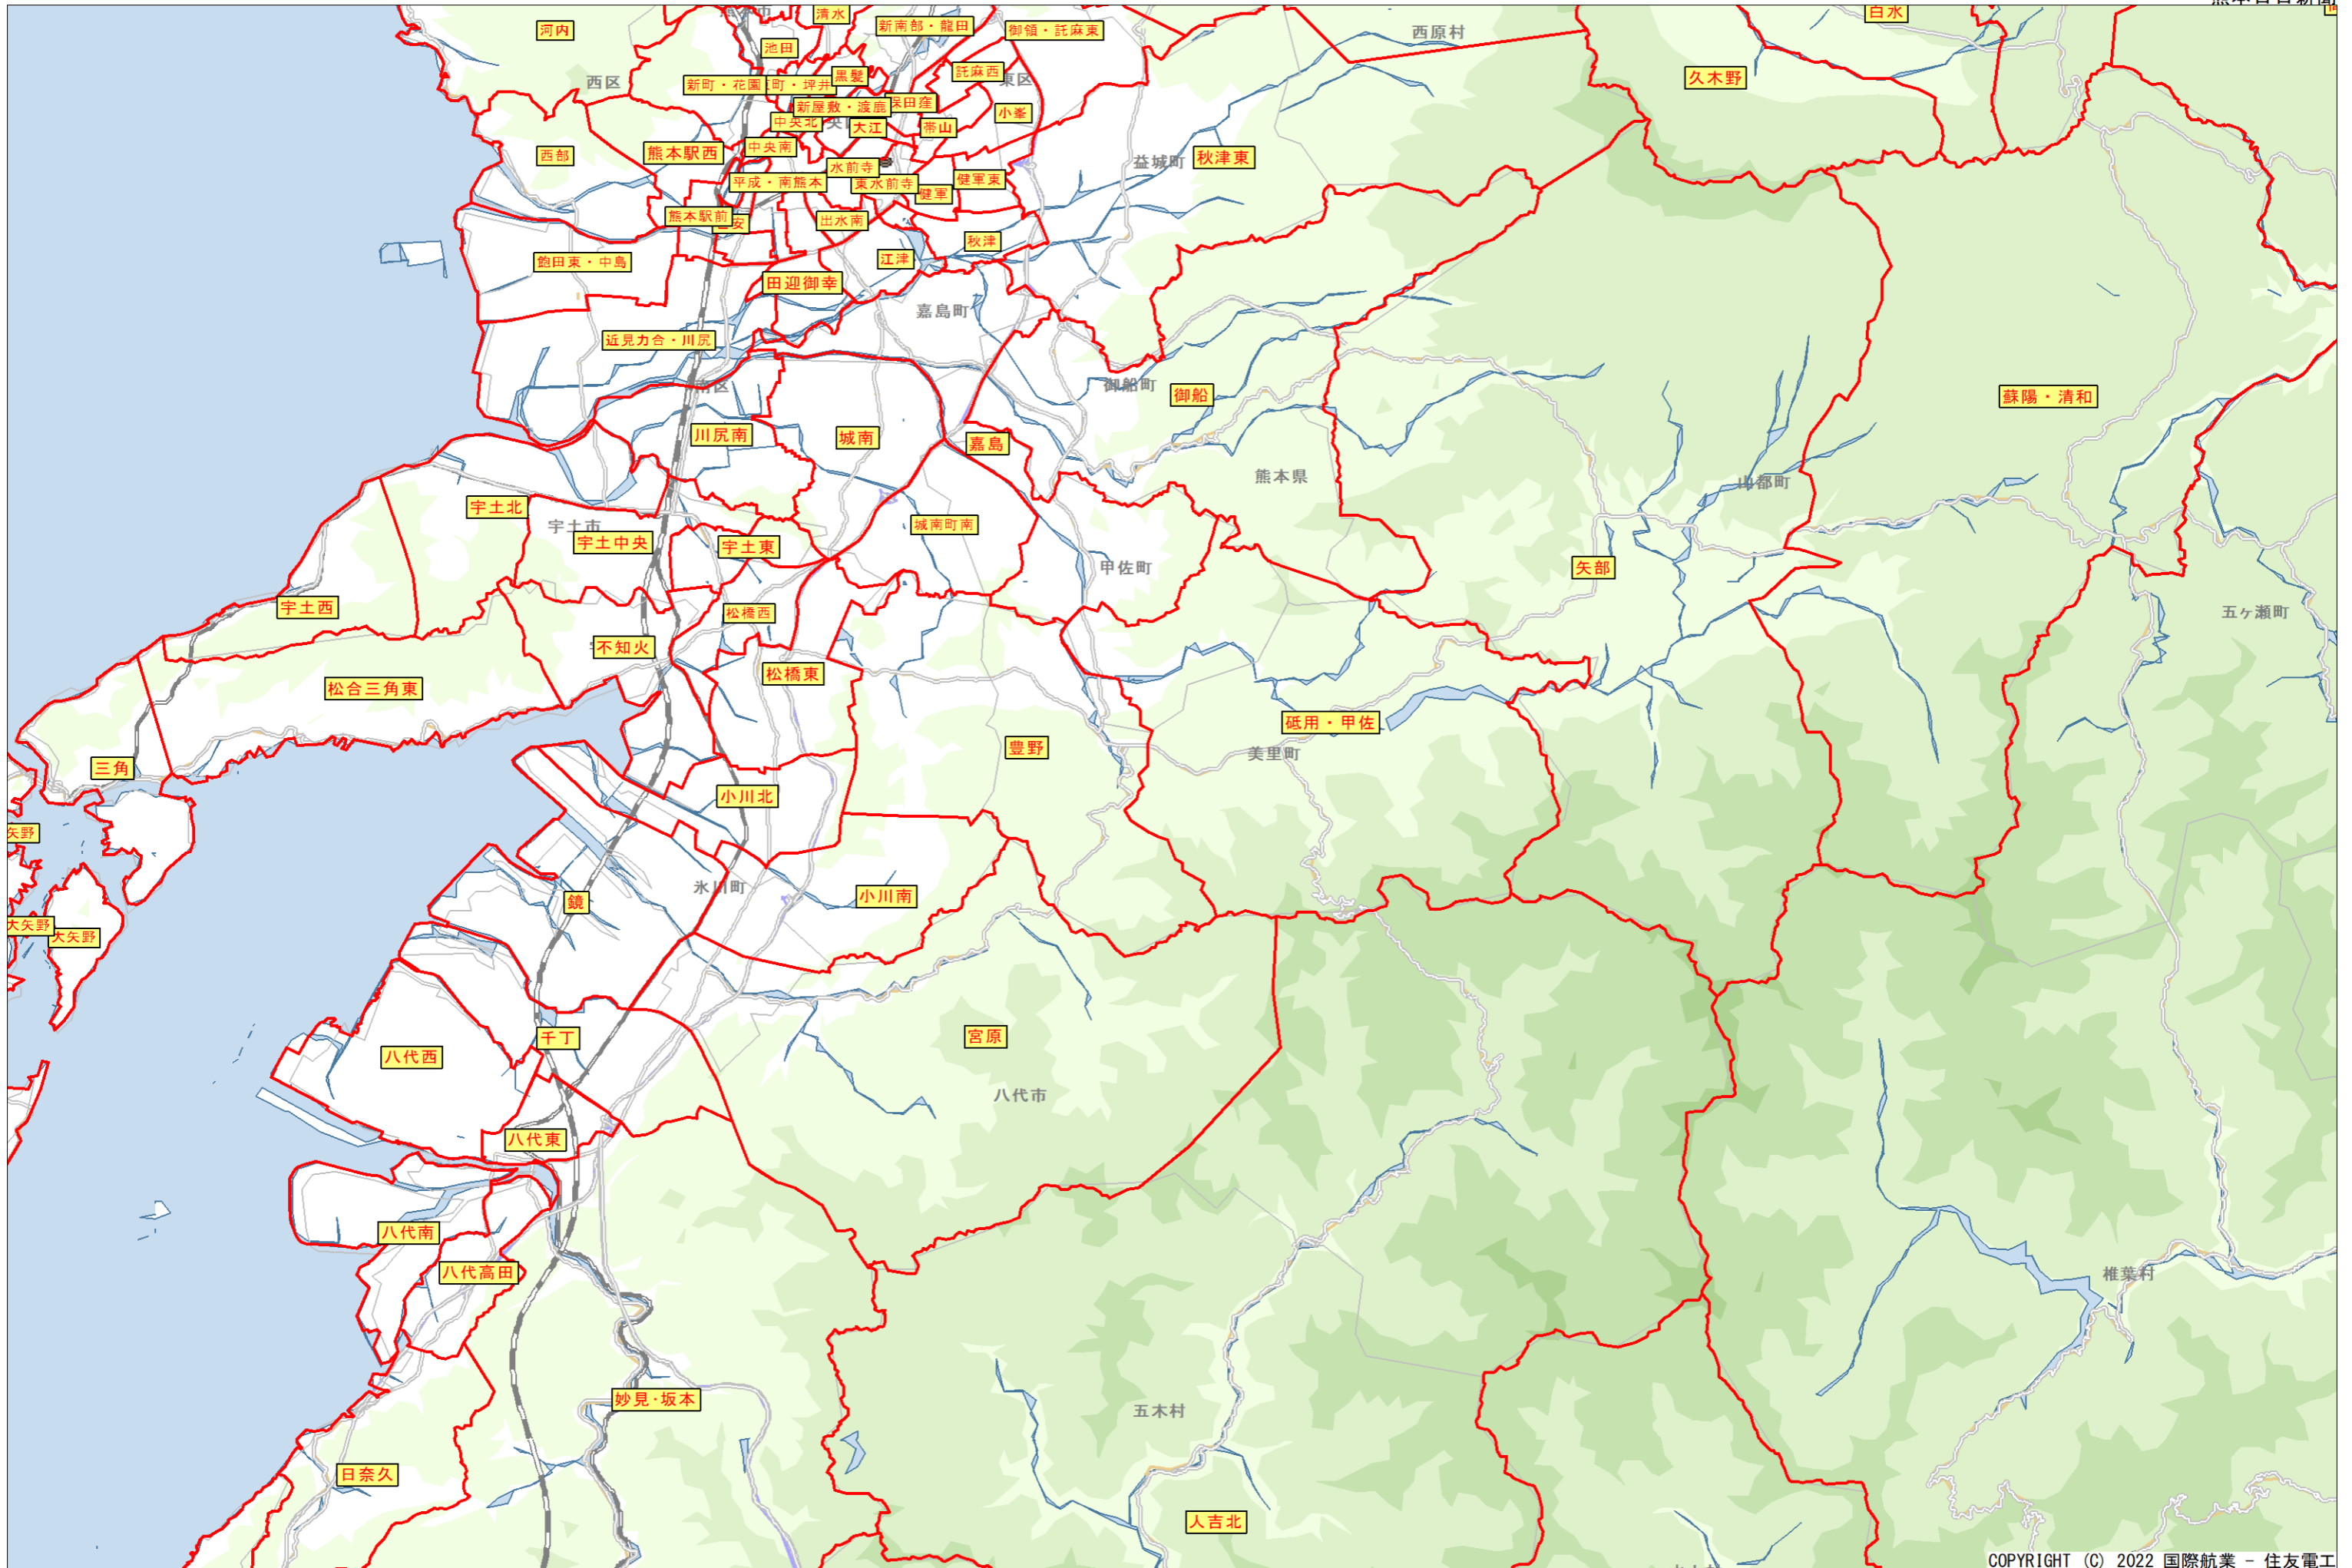 河内
清水
新南部・龍田
御領・託麻東
西原村
白水
池田
西区
新町・花園
町・坪井
黒髪
託麻西
東区
久木野
新屋敷・渡鹿
保田窪
小峯
中央北
大江
帯山
西部
熊本駅西
中央南
水前寺
益城町
秋津東
平成・南熊本
東水前寺
健軍
健軍東
熊本駅前
出水南
飽田東・中島
秋津
江津
田迎御幸
嘉島町
近見力合・川尻
南区
御船町
御船
蘇陽・清和
川尻南
城南
嘉島
熊本県
山都町
宇土北
宇土市
宇土中央
宇土東
城南町南
甲佐町
矢部
宇土西
松橋西
五ヶ瀬町
不知火
松橋東
松合三角東
砥用・甲佐
豊野
美里町
三角
小川北
矢野
氷川町
小川南
鏡
大矢野
大矢野
千丁
宮原
八代西
八代市
八代東
八代南
八代高田
椎葉村
妙見・坂本
五木村
日奈久
人吉北
COPYRIGHT (C) 2022 国際航業 - 住友電工